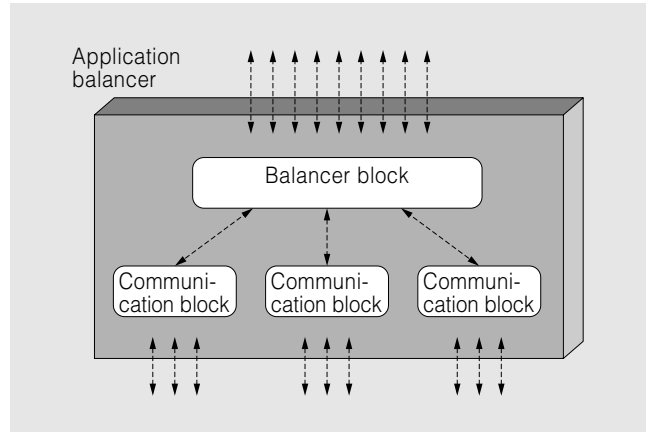 Application
balancer
Balancer block
Communi-
cation block
Communi-
cation block
Communi-
cation block